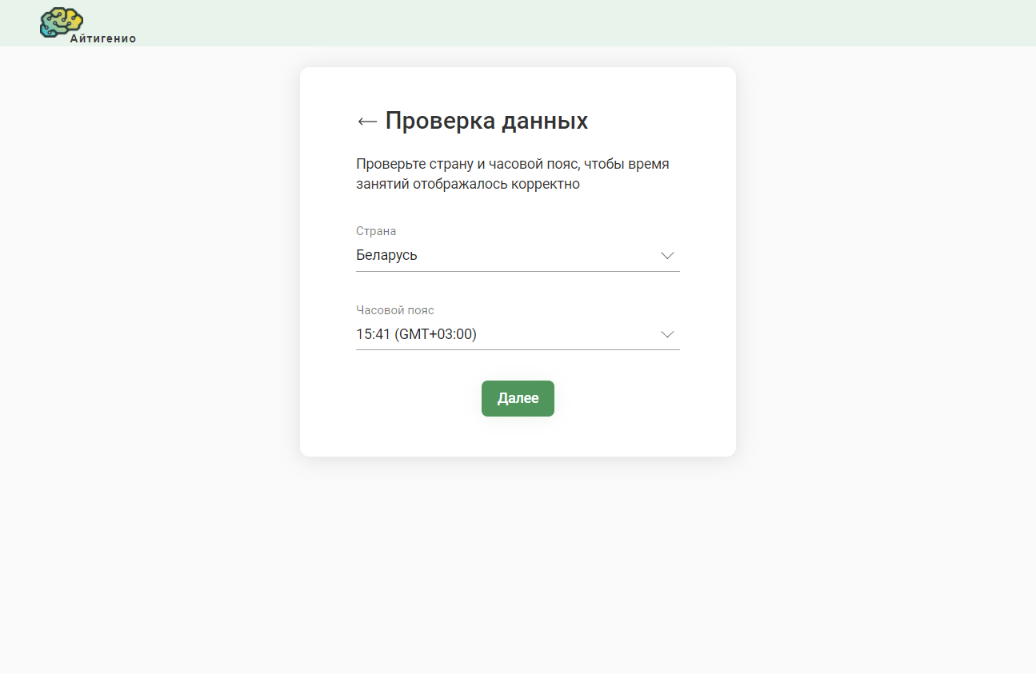 Айтигенио
Проверка данных
Проверьте страну и часовой пояс, чтобы время
занятий отображалось корректно
Страна
Беларусь
Часовой пояс
15:41 (GMT+03:00)
Далее